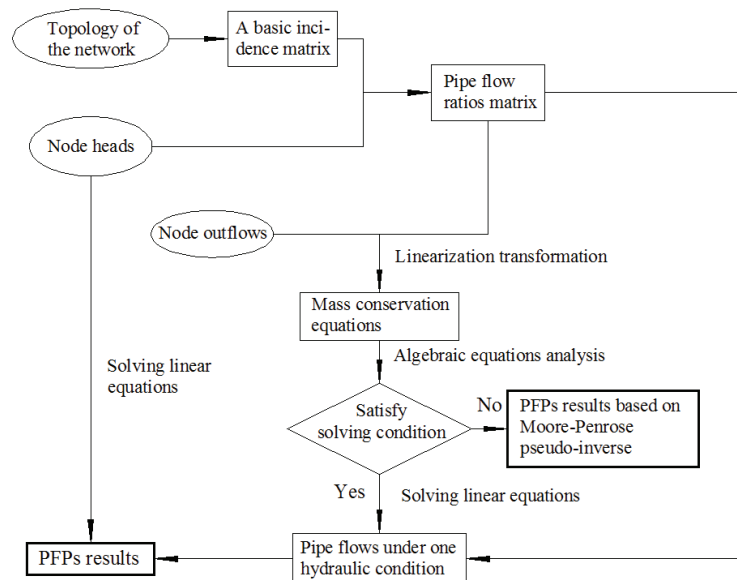 Topology of
the network
A basic inci-
dence matrix
Pipe flow
ratios matrix
Node heads
Node outflows
Linearization transformation
Mass conservation
equations
Algebraic equations analysis
Solving linear
equations
Satisfy
solving condition
No
PFPs results based on
Moore-Penrose
pseudo-inverse
Yes
Solving linear equations
PFPs results
Pipe flows under one
hydraulic condition